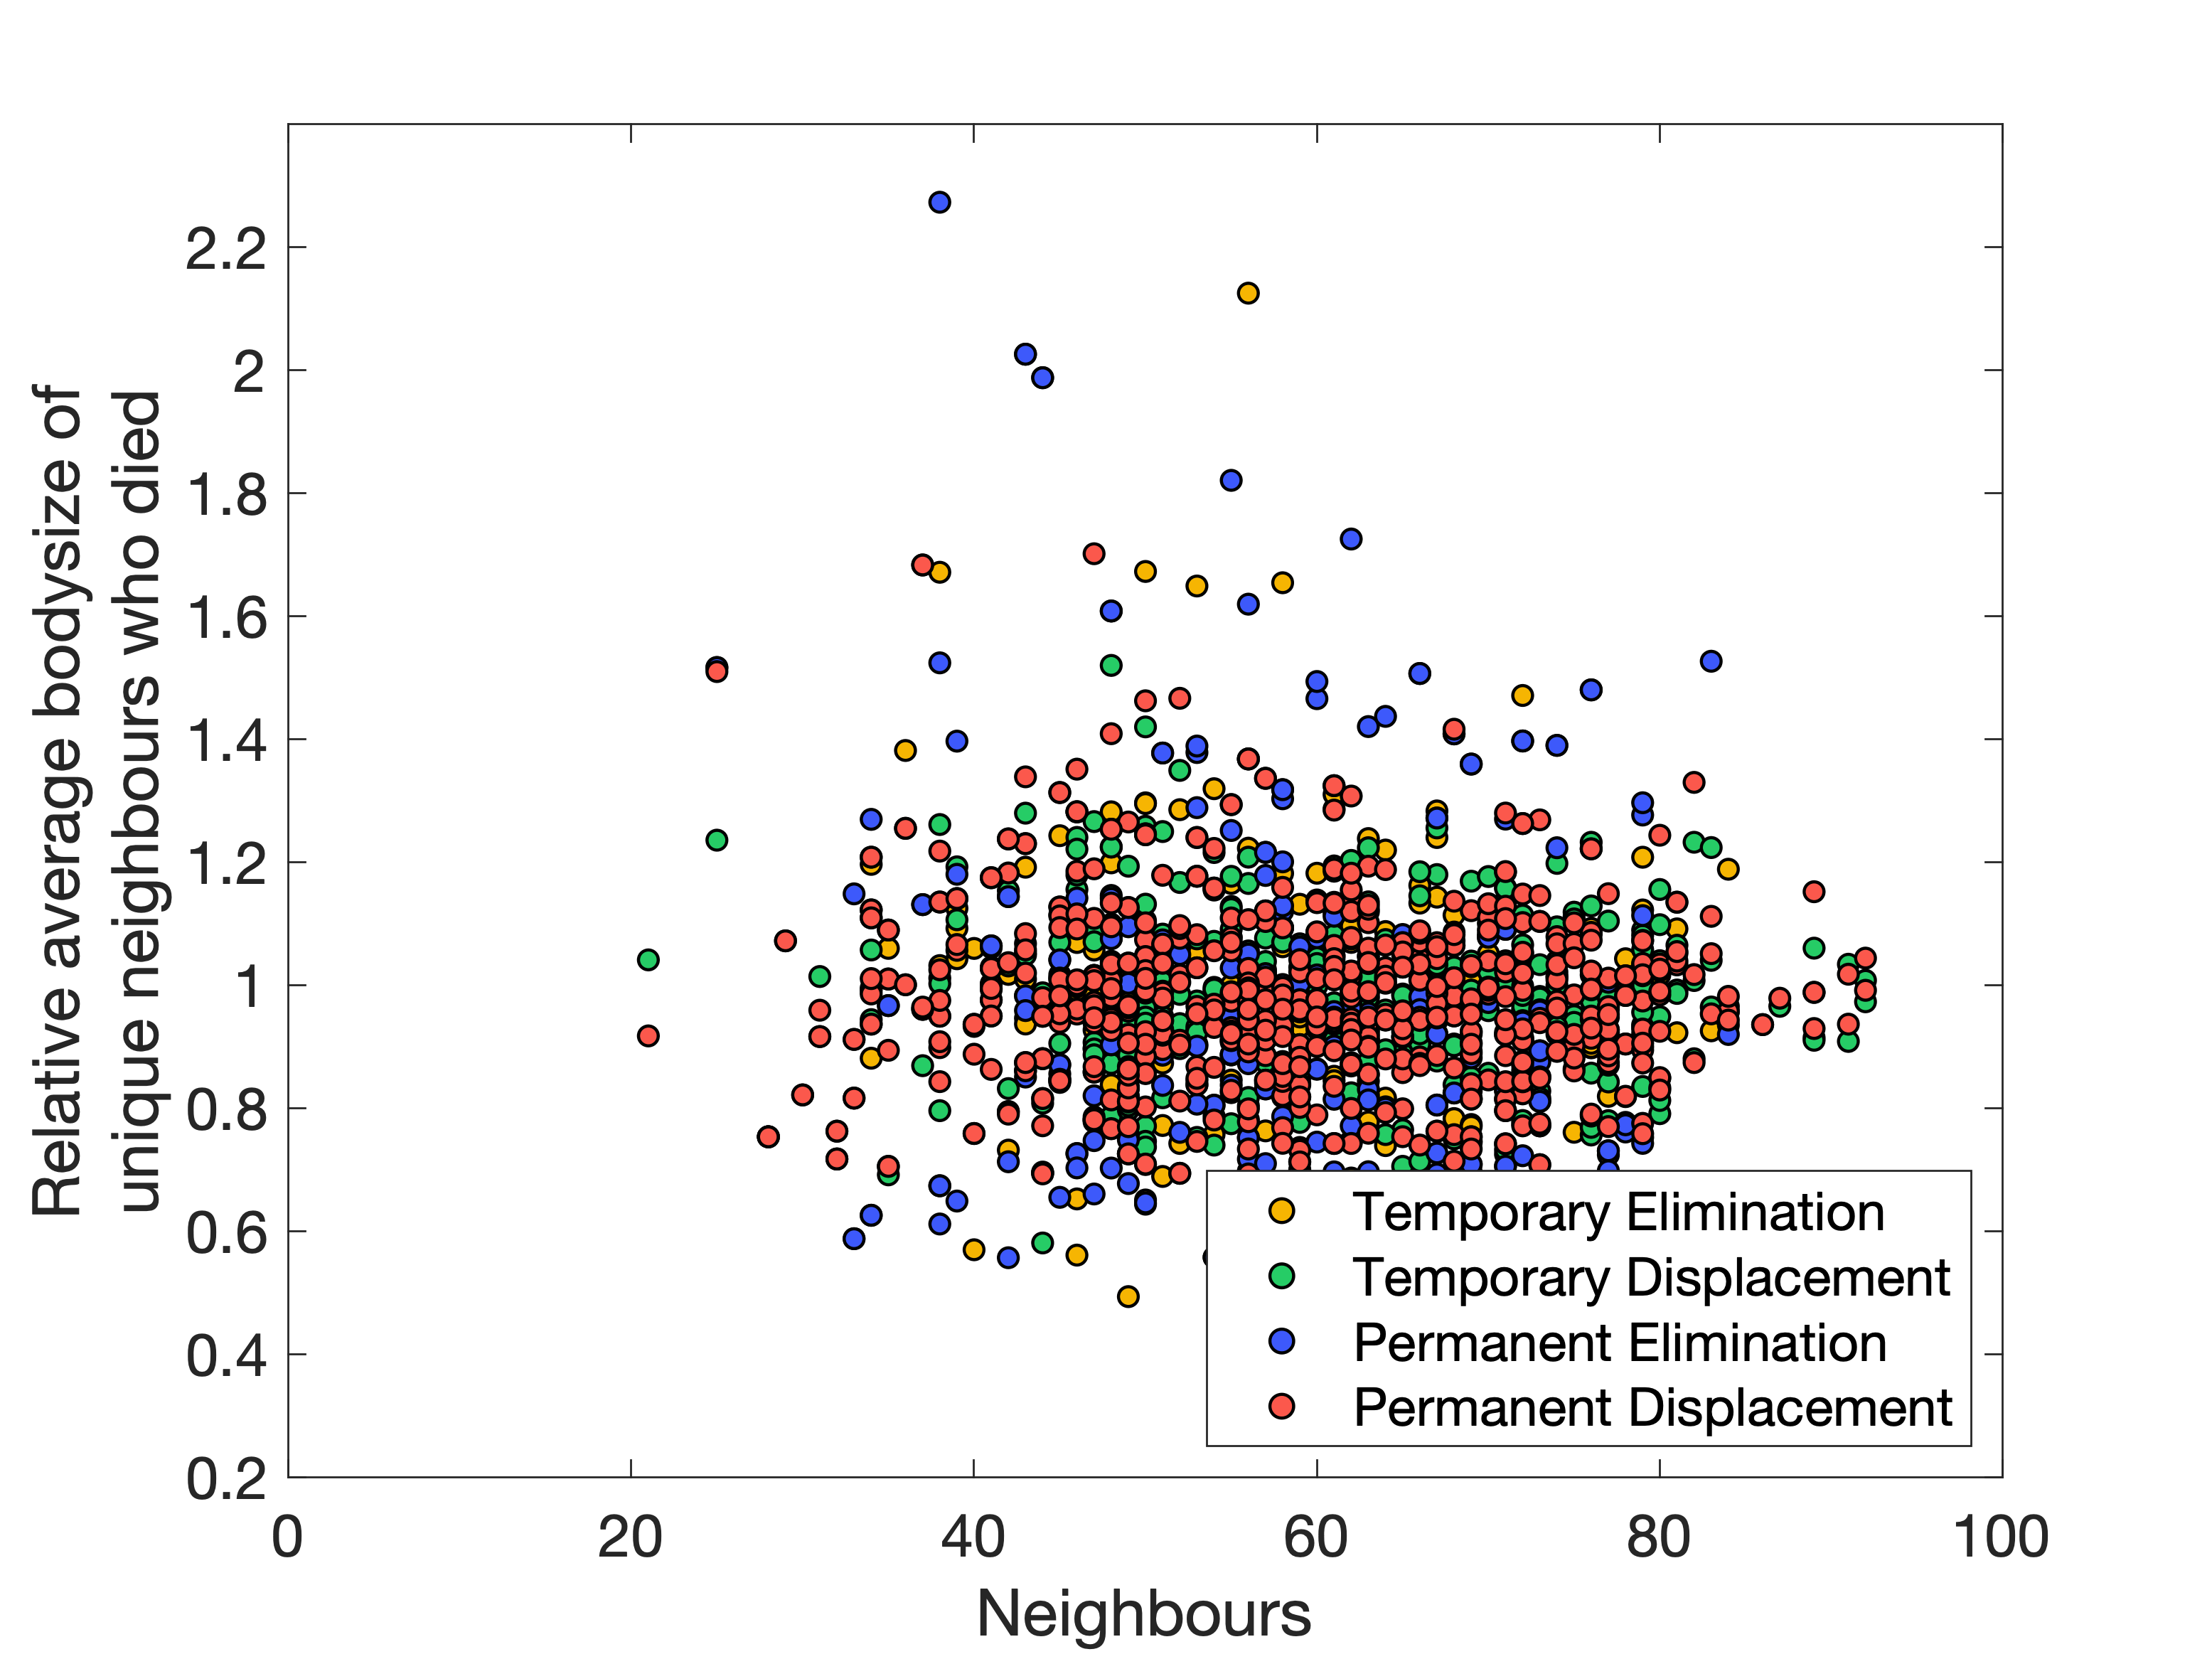 Relative average bodysize of
unique neighbours who died
2.2
2
1.8
1.6
1.4
1.2
1
0.8
0.6
0.4
0.2
0 20 40 60 80 100
Neighbours
Temporary Elimination
Temporary Displacement
Permanent Elimination
Permanent Displacement